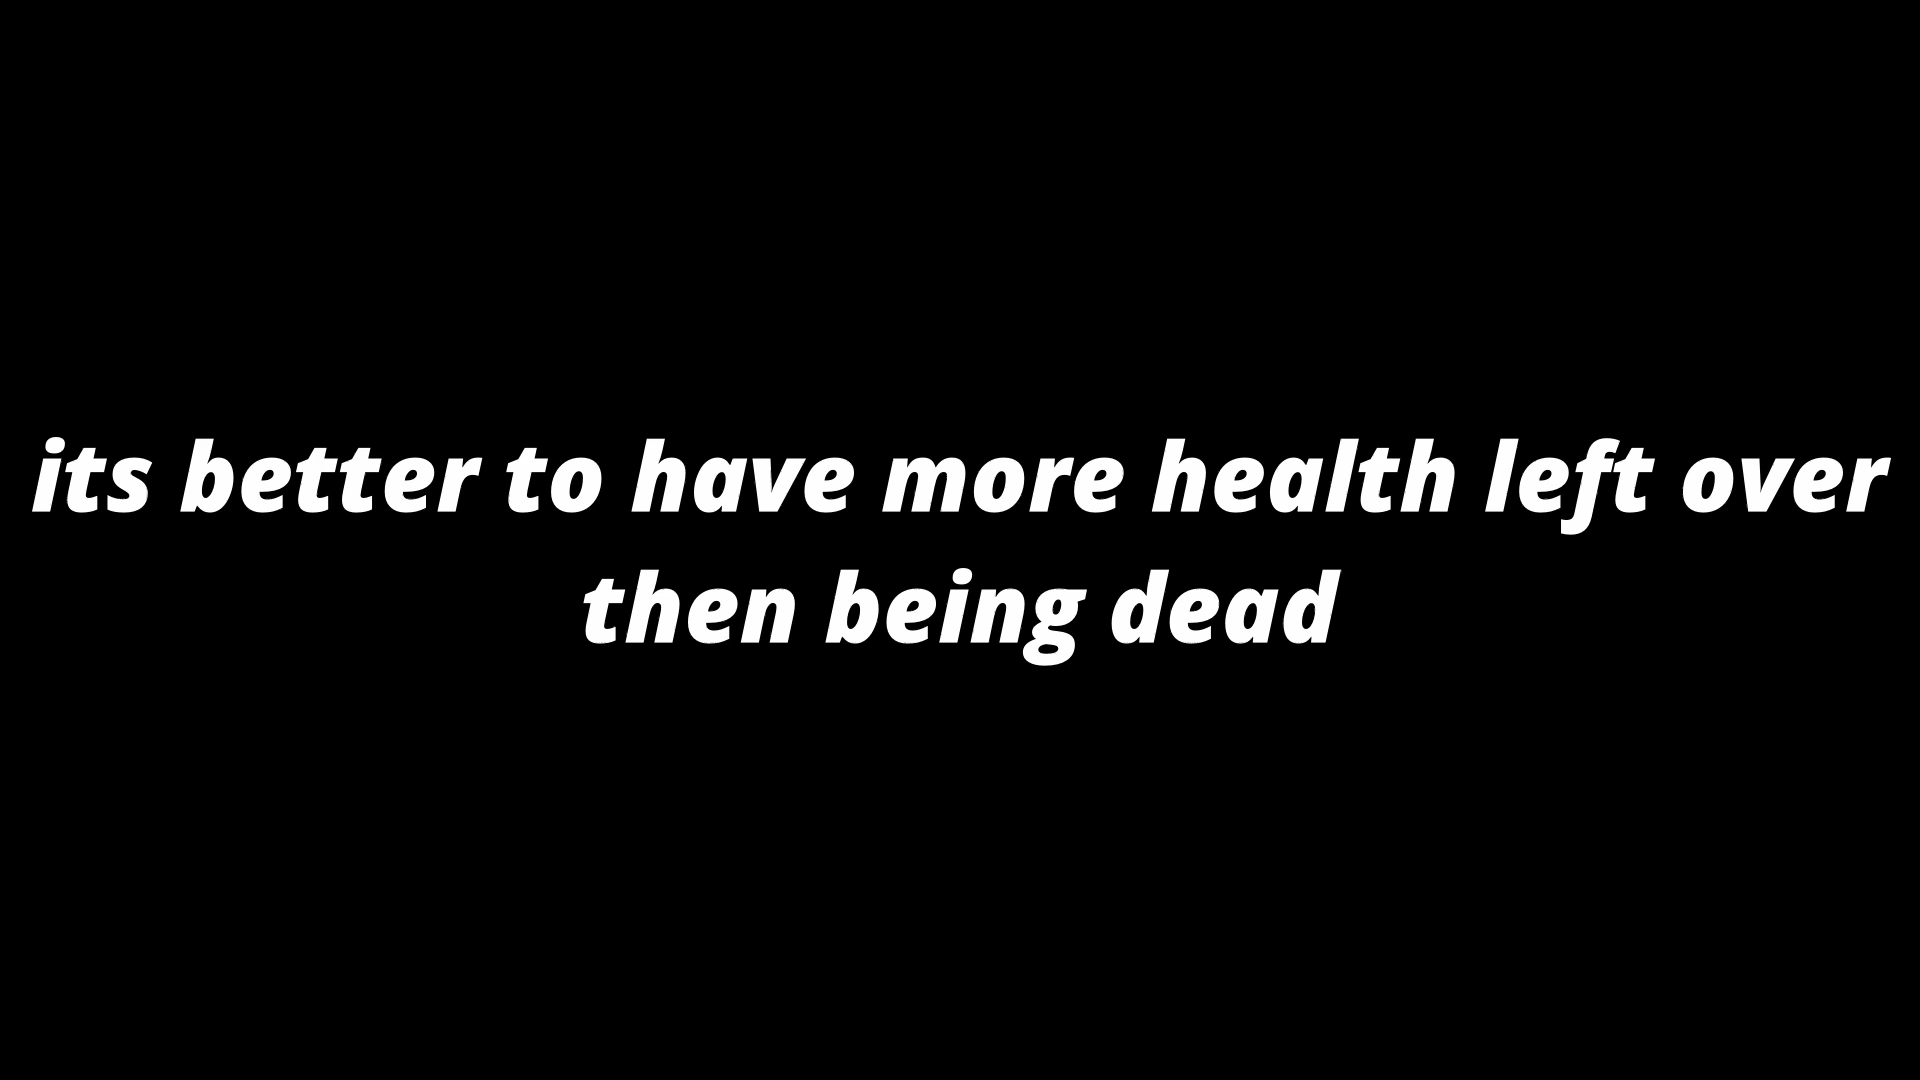 its better to have more health left over
then being dead